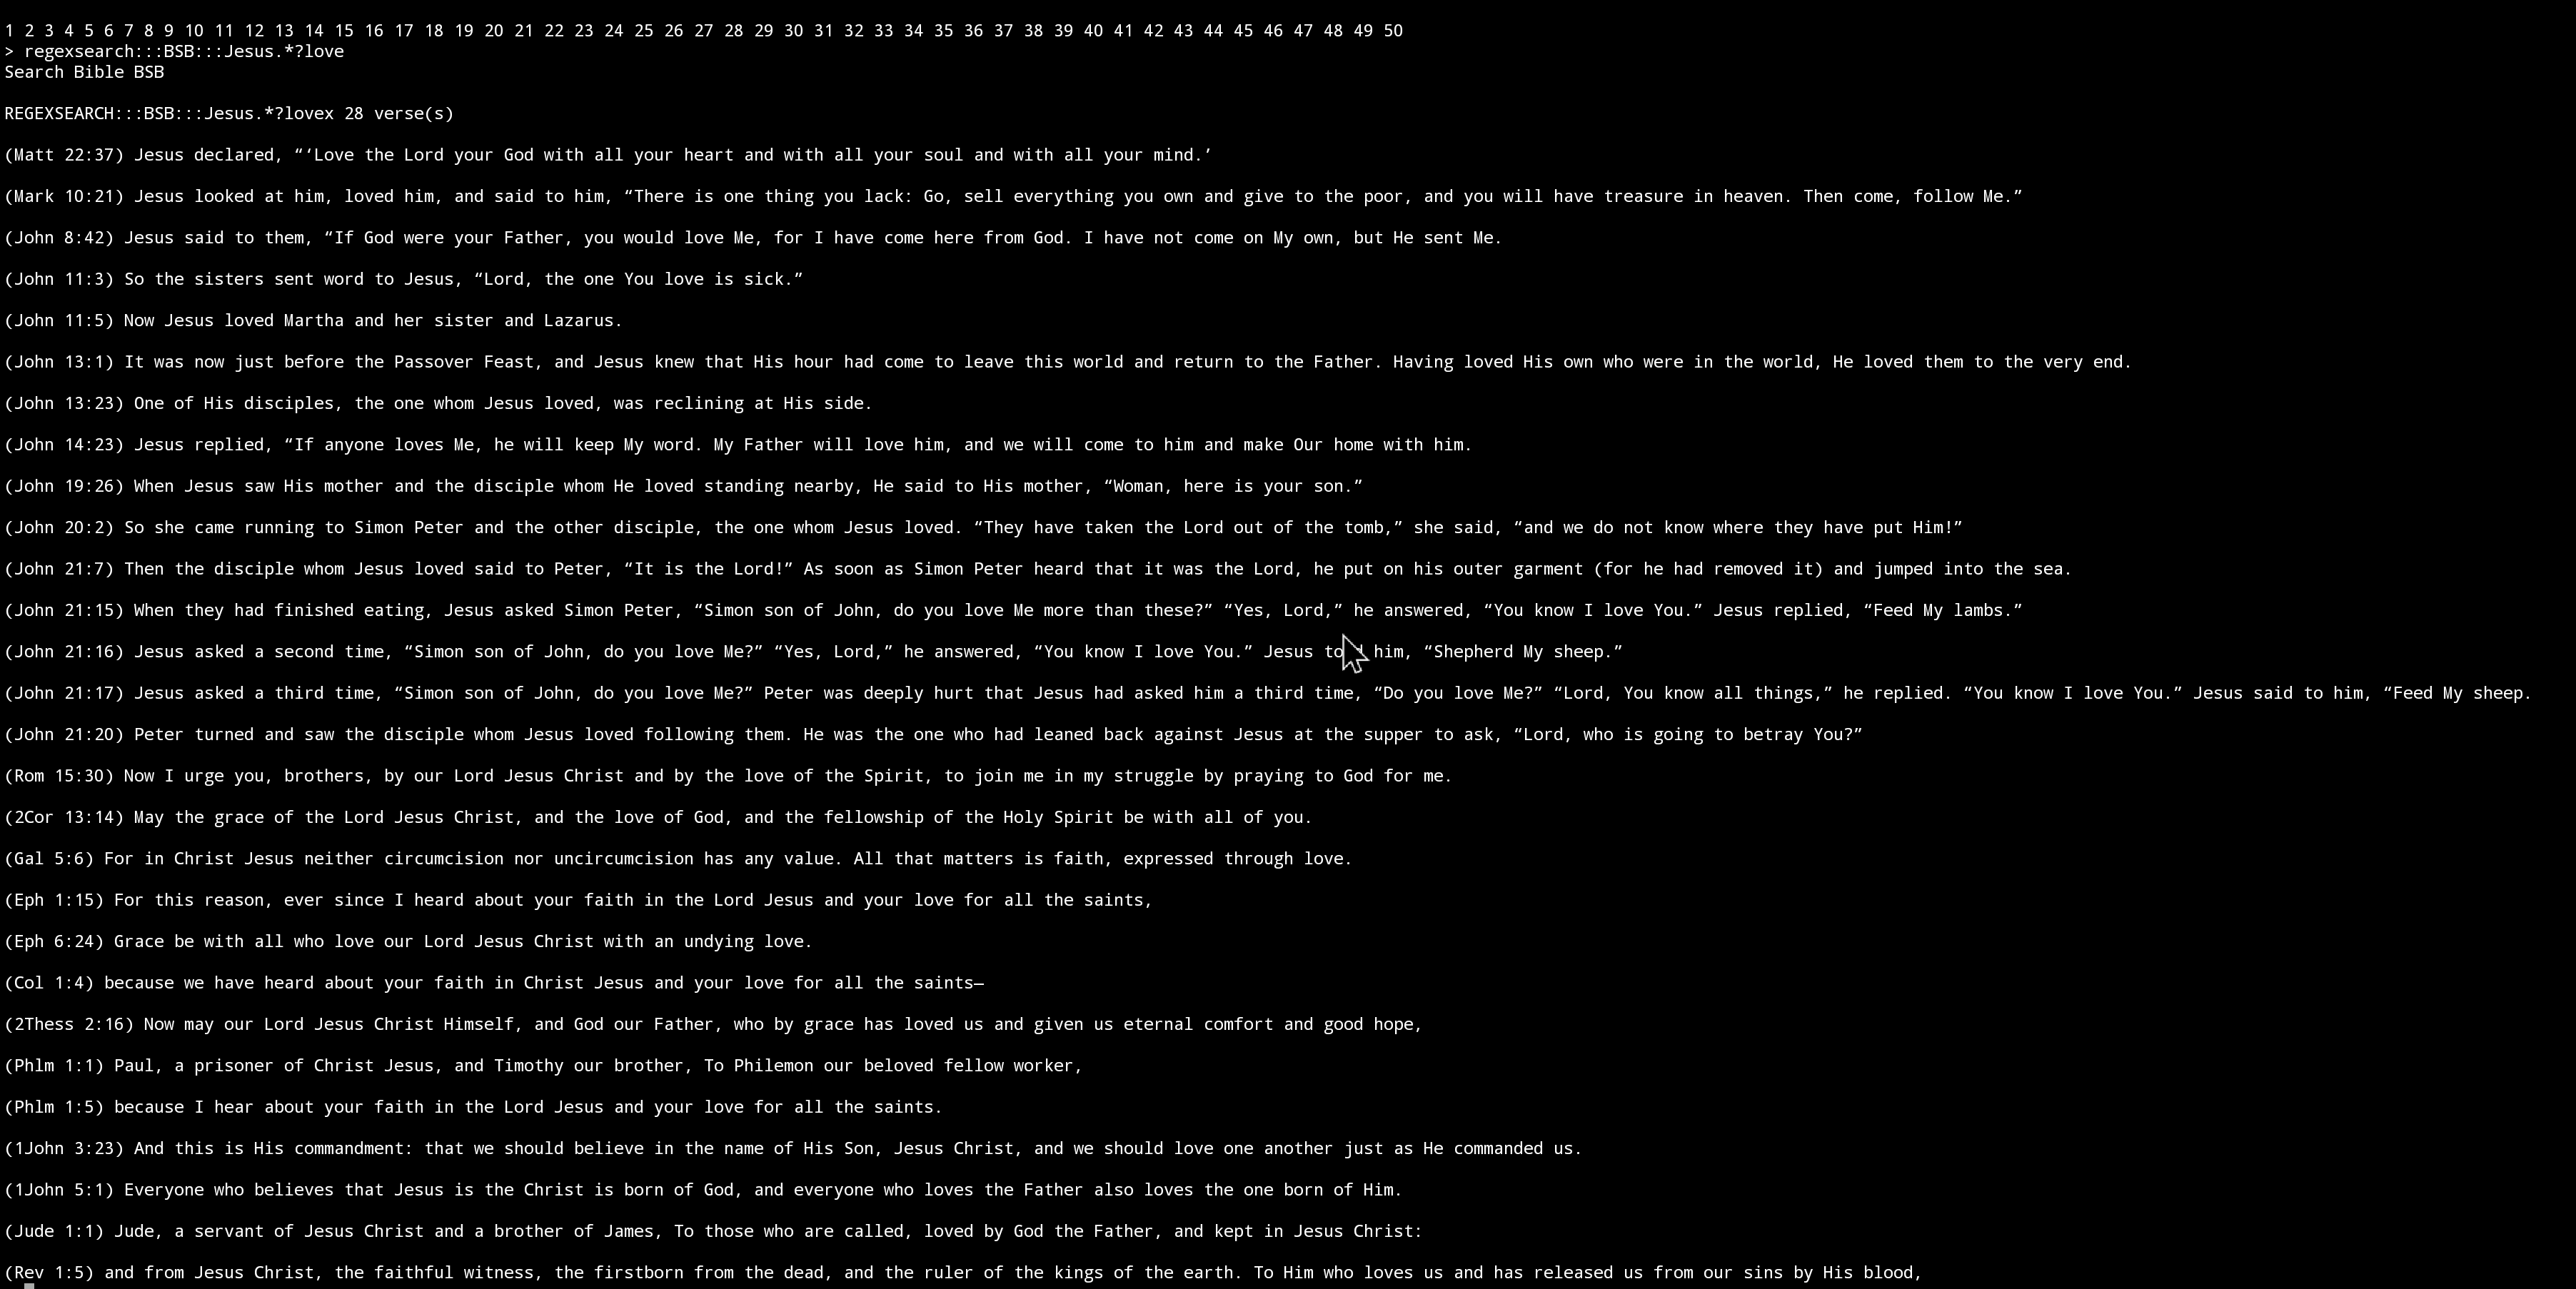 1 2 3 4 5 6 7 8 9 10 11 12 13 14 15 16 17 18 19 20 21 22 23 24 25 26 27 28 29 30 31 32 33 34 35 36 37 38 39 40 41 42 43 44 45 46 47 48 49 50
> regexsearch:::BSB:::Jesus.*?love
Search Bible BSB
REGEXSEARCH:::BSB:::Jesus.*?lovex 28 verse(s)
(Matt 22:37) Jesus declared, “‘Love the Lord your God with all your heart and with all your soul and with all your mind.’
(Mark 10:21) Jesus looked at him, loved him, and said to him, “There is one thing you lack: Go, sell everything you own and give to the poor, and you will have treasure in heaven. Then come, follow Me.”
(John 8:42) Jesus said to them, “If God were your Father, you would love Me, for I have come here from God. I have not come on My own, but He sent Me.
(John 11:3) So the sisters sent word to Jesus, “Lord, the one You love is sick.”
(John 11:5) Now Jesus loved Martha and her sister and Lazarus.
(John 13:1) It was now just before the Passover Feast, and Jesus knew that His hour had come to leave this world and return to the Father. Having loved His own who were in the world, He loved them to the very end.
(John 13:23) One of His disciples, the one whom Jesus loved, was reclining at His side.
(John 14:23) Jesus replied, “If anyone loves Me, he will keep My word. My Father will love him, and we will come to him and make Our home with him.
(John 19:26) When Jesus saw His mother and the disciple whom He loved standing nearby, He said to His mother, “Woman, here is your son.”
(John 20:2) So she came running to Simon Peter and the other disciple, the one whom Jesus loved. “They have taken the Lord out of the tomb,” she said, “and we do not know where they have put Him!”
(John 21:7) Then the disciple whom Jesus loved said to Peter, “It is the Lord!” As soon as Simon Peter heard that it was the Lord, he put on his outer garment (for he had removed it) and jumped into the sea.
(John 21:15) When they had finished eating, Jesus asked Simon Peter, “Simon son of John, do you love Me more than these?” “Yes, Lord,” he answered, “You know I love You.” Jesus replied, “Feed My lambs.”
(John 21:16) Jesus asked a second time, “Simon son of John, do you love Me?” “Yes, Lord,” he answered, “You know I love You.” Jesus told him, “Shepherd My sheep.”
(John 21:17) Jesus asked a third time, “Simon son of John, do you love Me?” Peter was deeply hurt that Jesus had asked him a third time, “Do you love Me?” “Lord, You know all things,” he replied. “You know I love You.” Jesus said to him, “Feed My sheep.
(John 21:20) Peter turned and saw the disciple whom Jesus loved following them. He was the one who had leaned back against Jesus at the supper to ask, “Lord, who is going to betray You?”
(Rom 15:30) Now I urge you, brothers, by our Lord Jesus Christ and by the love of the Spirit, to join me in my struggle by praying to God for me.
(2Cor 13:14) May the grace of the Lord Jesus Christ, and the love of God, and the fellowship of the Holy Spirit be with all of you.
(Gal 5:6) For in Christ Jesus neither circumcision nor uncircumcision has any value. All that matters is faith, expressed through love.
(Eph 1:15) For this reason, ever since I heard about your faith in the Lord Jesus and your love for all the saints,
(Eph 6:24) Grace be with all who love our Lord Jesus Christ with an undying love.
(Col 1:4) because we have heard about your faith in Christ Jesus and your love for all the saints—
(2Thess 2:16) Now may our Lord Jesus Christ Himself, and God our Father, who by grace has loved us and given us eternal comfort and good hope,
(Phlm 1:1) Paul, a prisoner of Christ Jesus, and Timothy our brother, To Philemon our beloved fellow worker,
(Phlm 1:5) because I hear about your faith in the Lord Jesus and your love for all the saints.
(1John 3:23) And this is His commandment: that we should believe in the name of His Son, Jesus Christ, and we should love one another just as He commanded us.
(1John 5:1) Everyone who believes that Jesus is the Christ is born of God, and everyone who loves the Father also loves the one born of Him.
(Jude 1:1) Jude, a servant of Jesus Christ and a brother of James, To those who are called, loved by God the Father, and kept in Jesus Christ:
(Rev 1:5) and from Jesus Christ, the faithful witness, the firstborn from the dead, and the ruler of the kings of the earth. To Him who loves us and has released us from our sins by His blood,